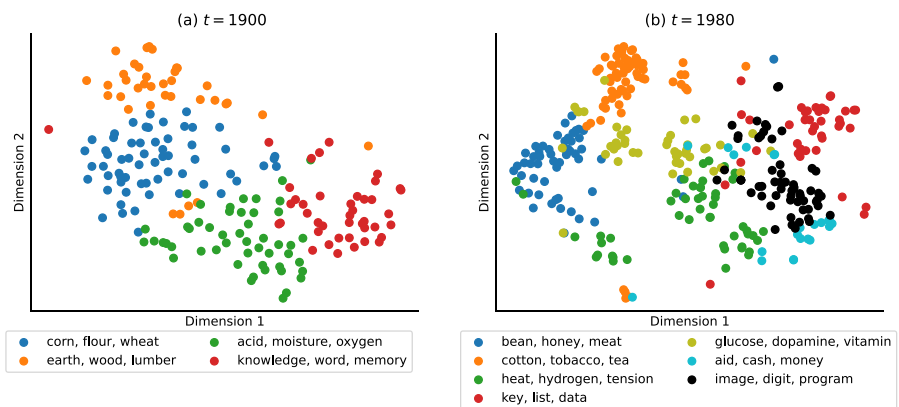 (a) t = 1900
Dimension 2
Dimension 1
corn, flour, wheat
earth, wood, lumber
acid, moisture, oxygen
knowledge, word, memory
(b) t = 1980
Dimension 2
Dimension 1
bean, honey, meat
cotton, tobacco, tea
heat, hydrogen, tension
key, list, data
glucose, dopamine, vitamin
aid, cash, money
image, digit, program